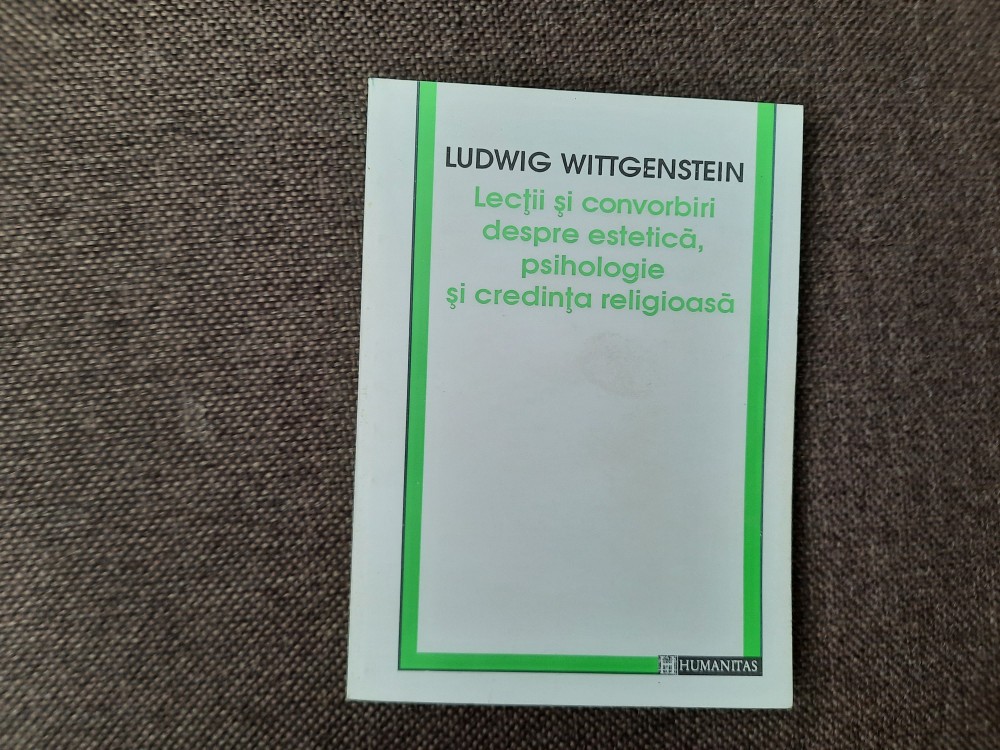 LUDWIG WITTGENSTEIN
Lecţii şi convorbiri
despre estetică,
psihologie
şi credinţa religioasă
HUMANITAS